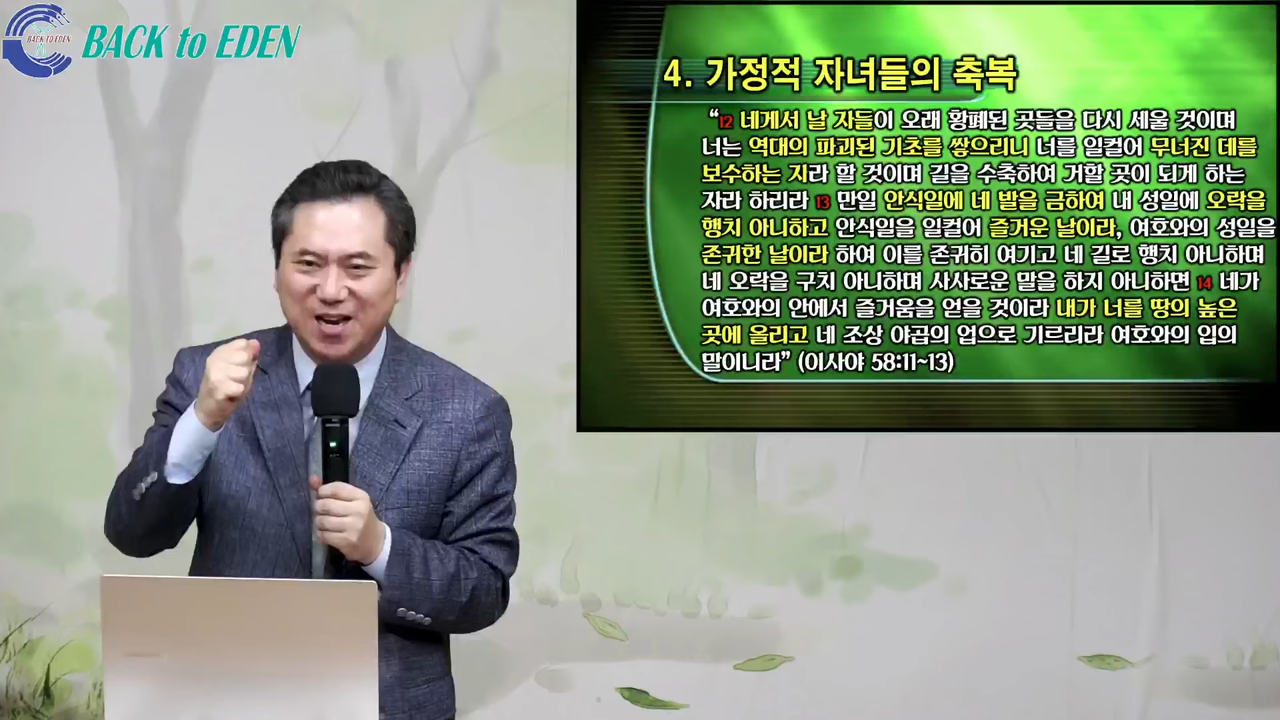 BACK TO EDEN
BACK to EDEN
4. 가정적 자녀들의 축복
“12 네게서 날 자들이 오래 황폐된 곳들을 다시 세울 것이며
너는 역대의 파괴된 기초를 쌓으리니 너를 일컬어 무너진 데를
보수하는 자라 할 것이며 길을 수축하여 거할 곳이 되게 하는
자라 하리라 13 만일 안식일에 네 발을 금하여 내 성일에 오락을
행치 아니하고 안식일을 일컬어 즐거운 날이라, 여호와의 성일을
존귀한 날이라 하여 이를 존귀히 여기고 네 길로 행치 아니하며
네 오락을 구치 아니하며 사사로운 말을 하지 아니하면 14 네가
여호와의 안에서 즐거움을 얻을 것이라 내가 너를 땅의 높은
곳에 올리고 네 조상 야곱의 업으로 기르리라 여호와의 입의
말이니라” (이사야 58:11~13)